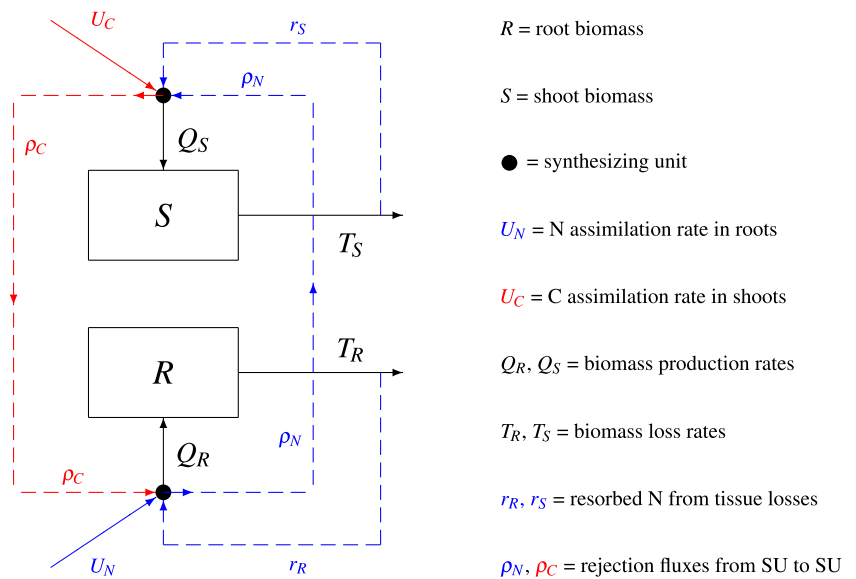 U_C
r_S
ρ_N
ρ_C
Q_S
S
T_S
R
T_R
ρ_N
Q_R
ρ_C
U_N
r_R
R = root biomass
S = shoot biomass
= synthesizing unit
U_N = N assimilation rate in roots
U_C = C assimilation rate in shoots
Q_R, Q_S = biomass production rates
T_R, T_S = biomass loss rates
r_R, r_S = resorbed N from tissue losses
ρ_N, ρ_C = rejection fluxes from SU to SU